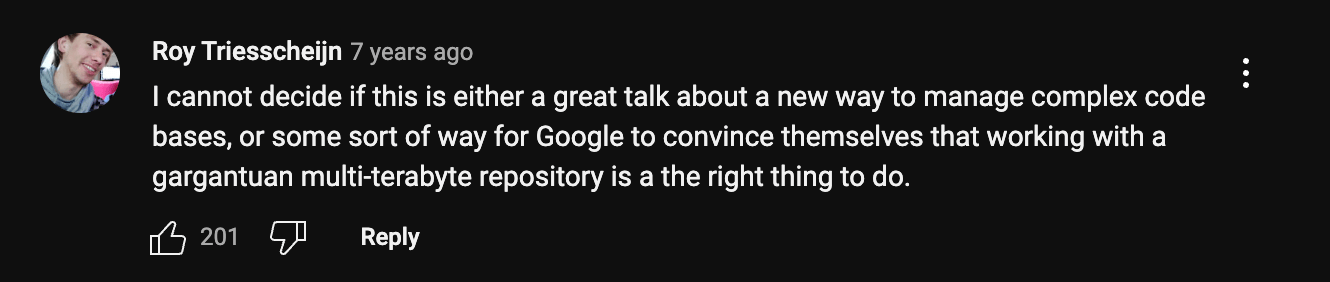 Roy Triesscheijn 7 years ago
I cannot decide if this is either a great talk about a new way to manage complex code
bases, or some sort of way for Google to convince themselves that working with a
gargantuan multi-terabyte repository is a the right thing to do.
201 Reply